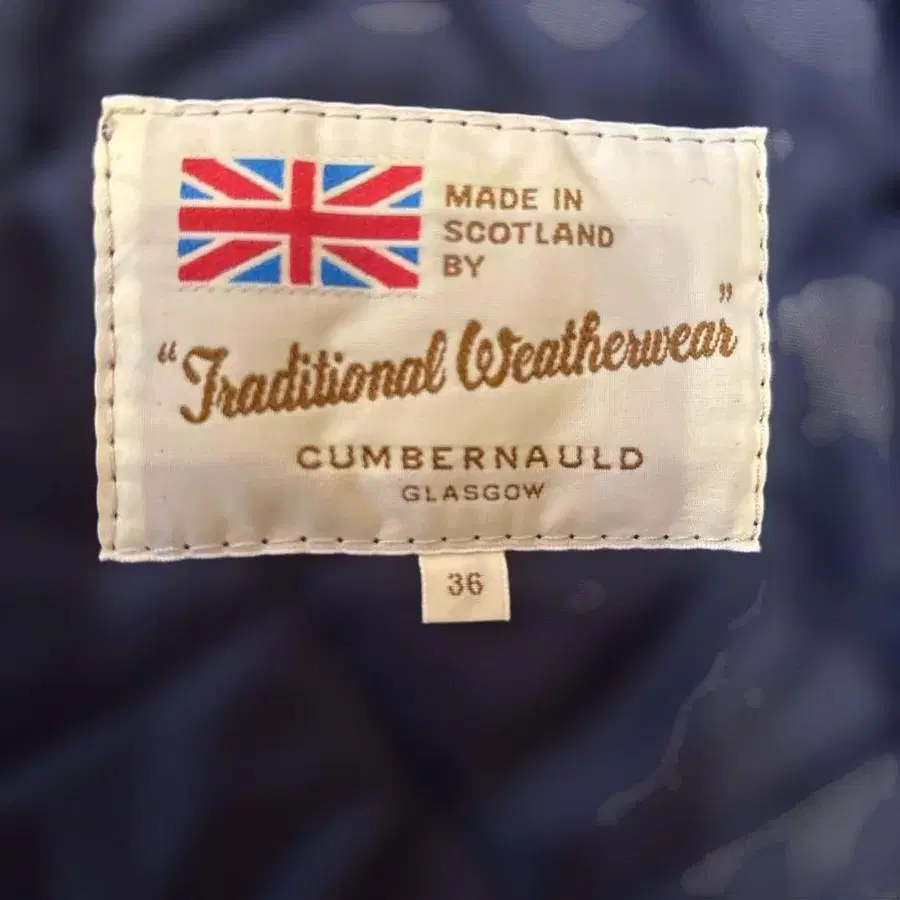 MADE IN
SCOTLAND
BY
"Traditional Weatherwear"
CUMBERNAULD
GLASGOW
36